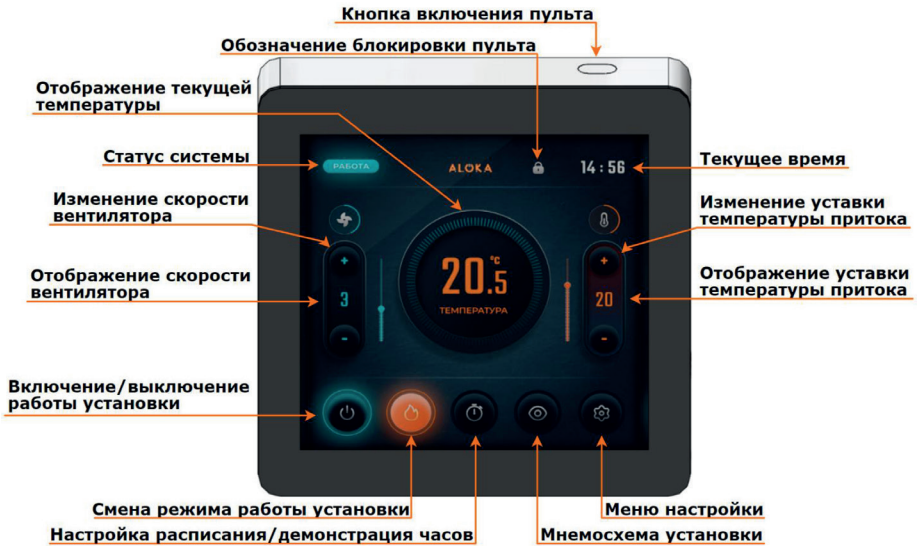 Кнопка включения пульта
Обозначение блокировки пульта
Отображение текущей
температуры
Статус системы
РАБОТА
ALOKA
14:56
Текущее время
Изменение скорости
вентилятора
Изменение уставки
температуры притока
+
+
Отображение скорости
вентилятора
3
20.5
°C
ТЕМПЕРАТУРА
20
Отображение уставки
температуры притока
-
-
Включение/выключение
работы установки
Смена режима работы установки
Меню настройки
Настройка расписания/демонстрация часов
Мнемосхема установки